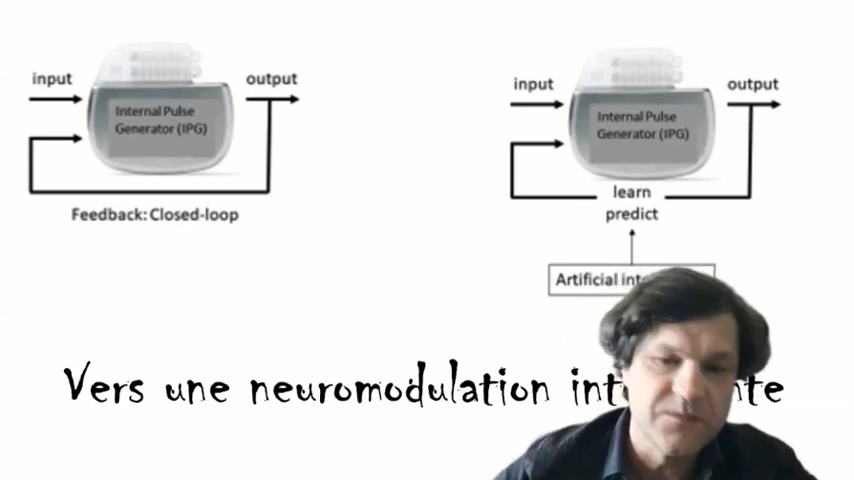 input output
Internal Pulse
Generator (IPG)
Feedback: Closed-loop
input output
Internal Pulse
Generator (IPG)
learn
predict
Artificial
Vers une neuromodulation